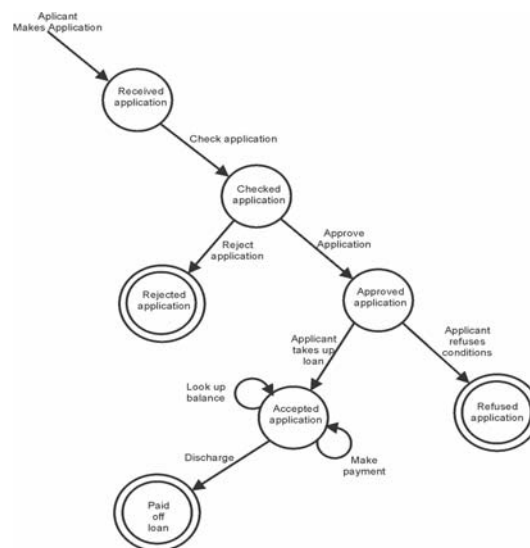 Aplicant
Makes Application
Received
application
Check application
Checked
application
Reject
application
Approve
Application
Rejected
application
Approved
application
Applicant
takes up
loan
Applicant
refuses
conditions
Look up
balance
Accepted
application
Refused
application
Discharge
Make
payment
Paid
off
loan